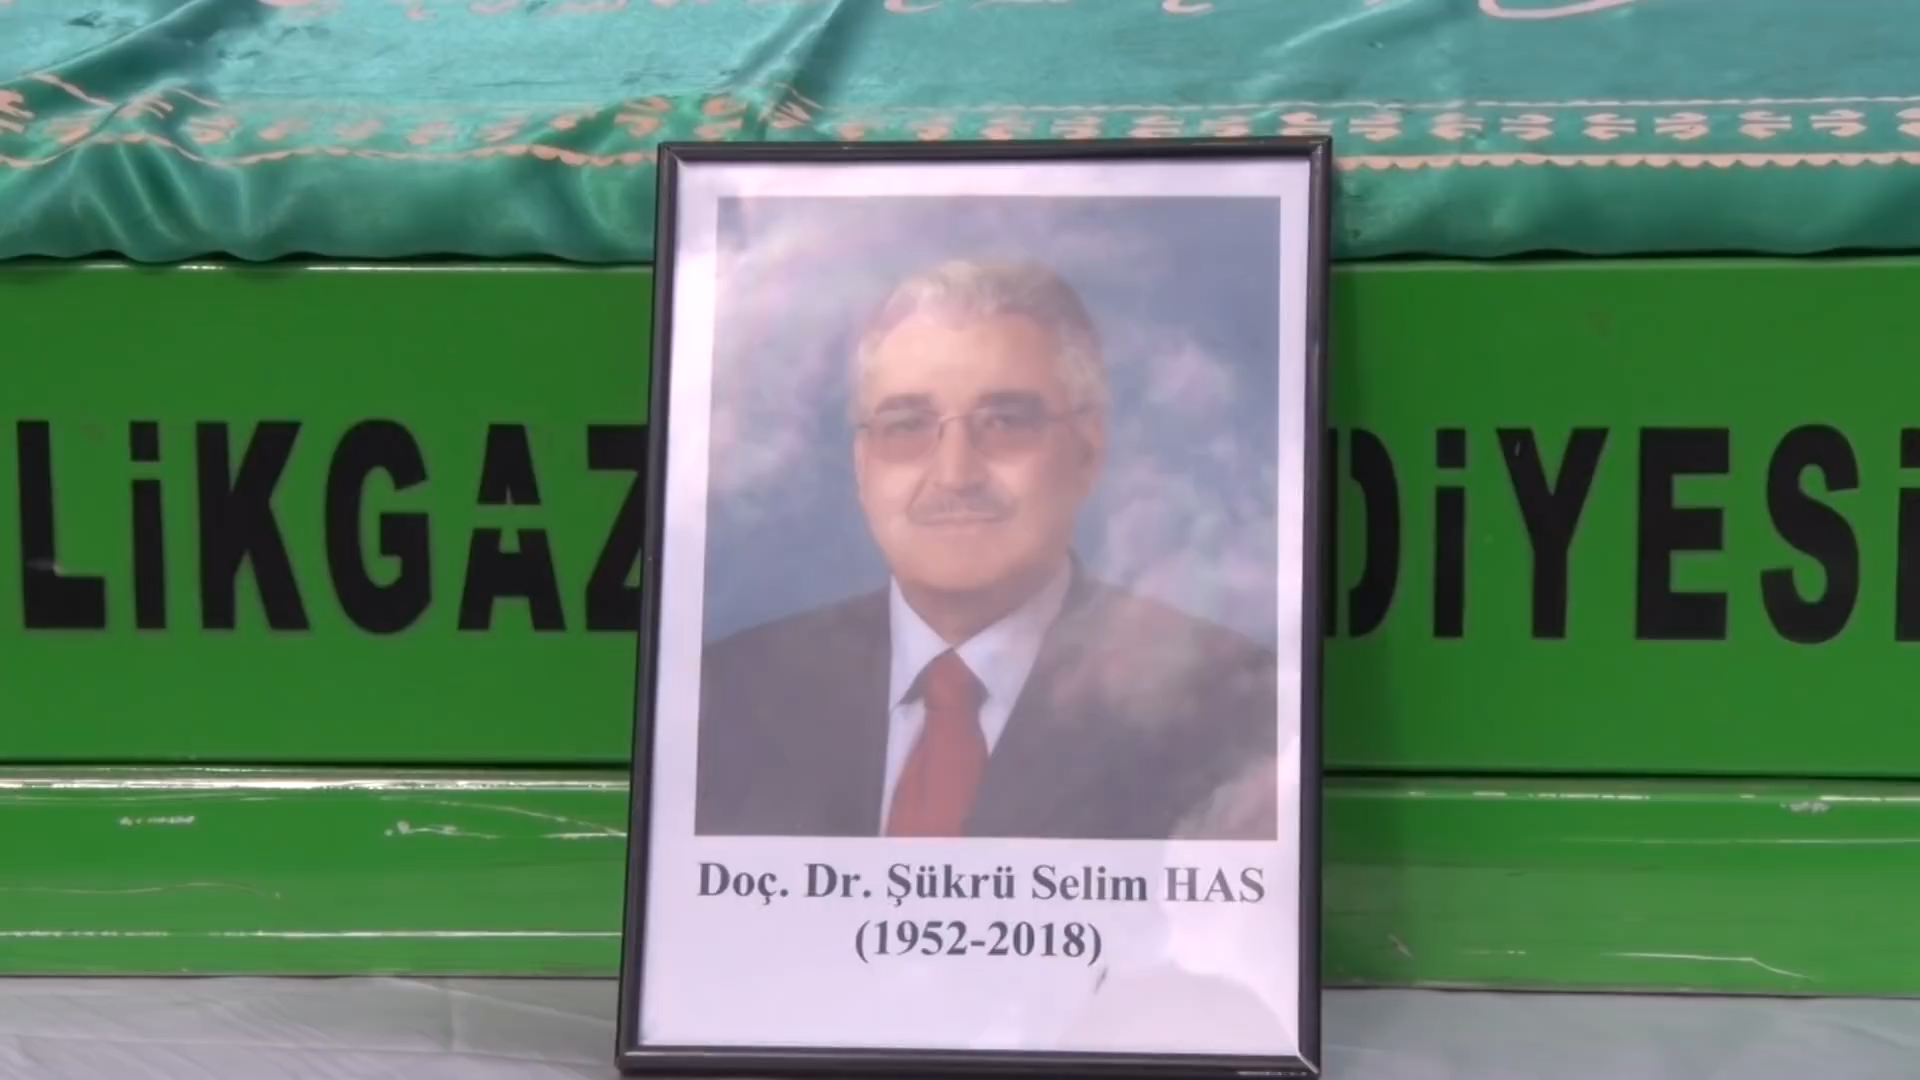 LİKGAZ DİYESİ
Doç. Dr. Şükrü Selim HAS
(1952-2018)